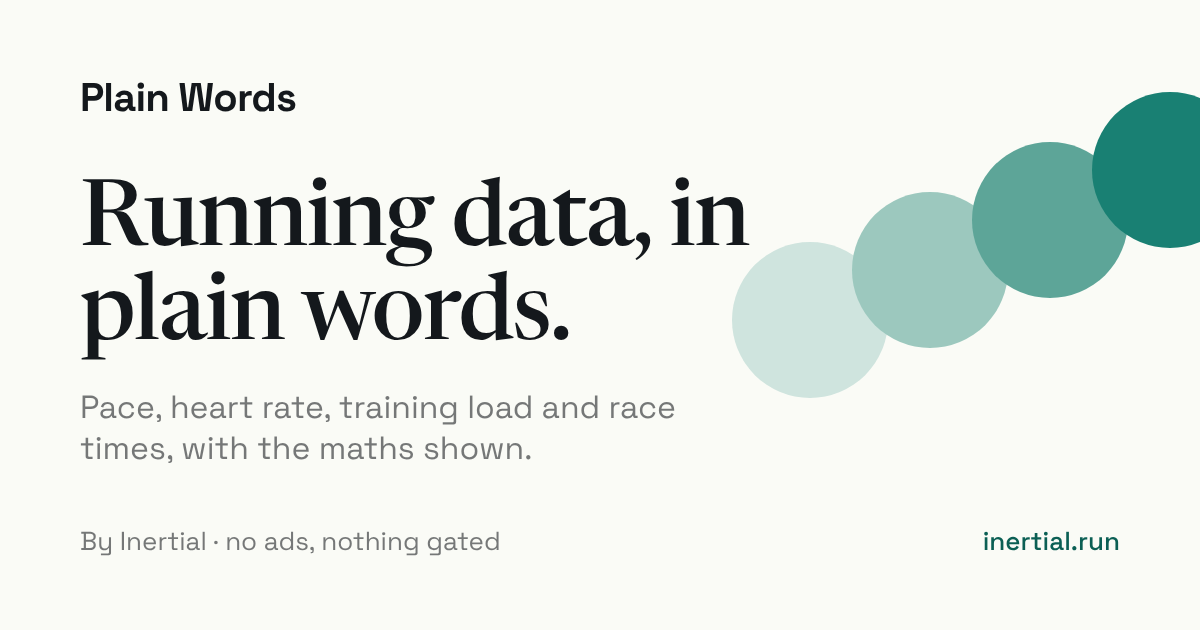 Plain Words
Running data, in
plain words.
Pace, heart rate, training load and race
times, with the maths shown.
By Inertial · no ads, nothing gated
inertial.run